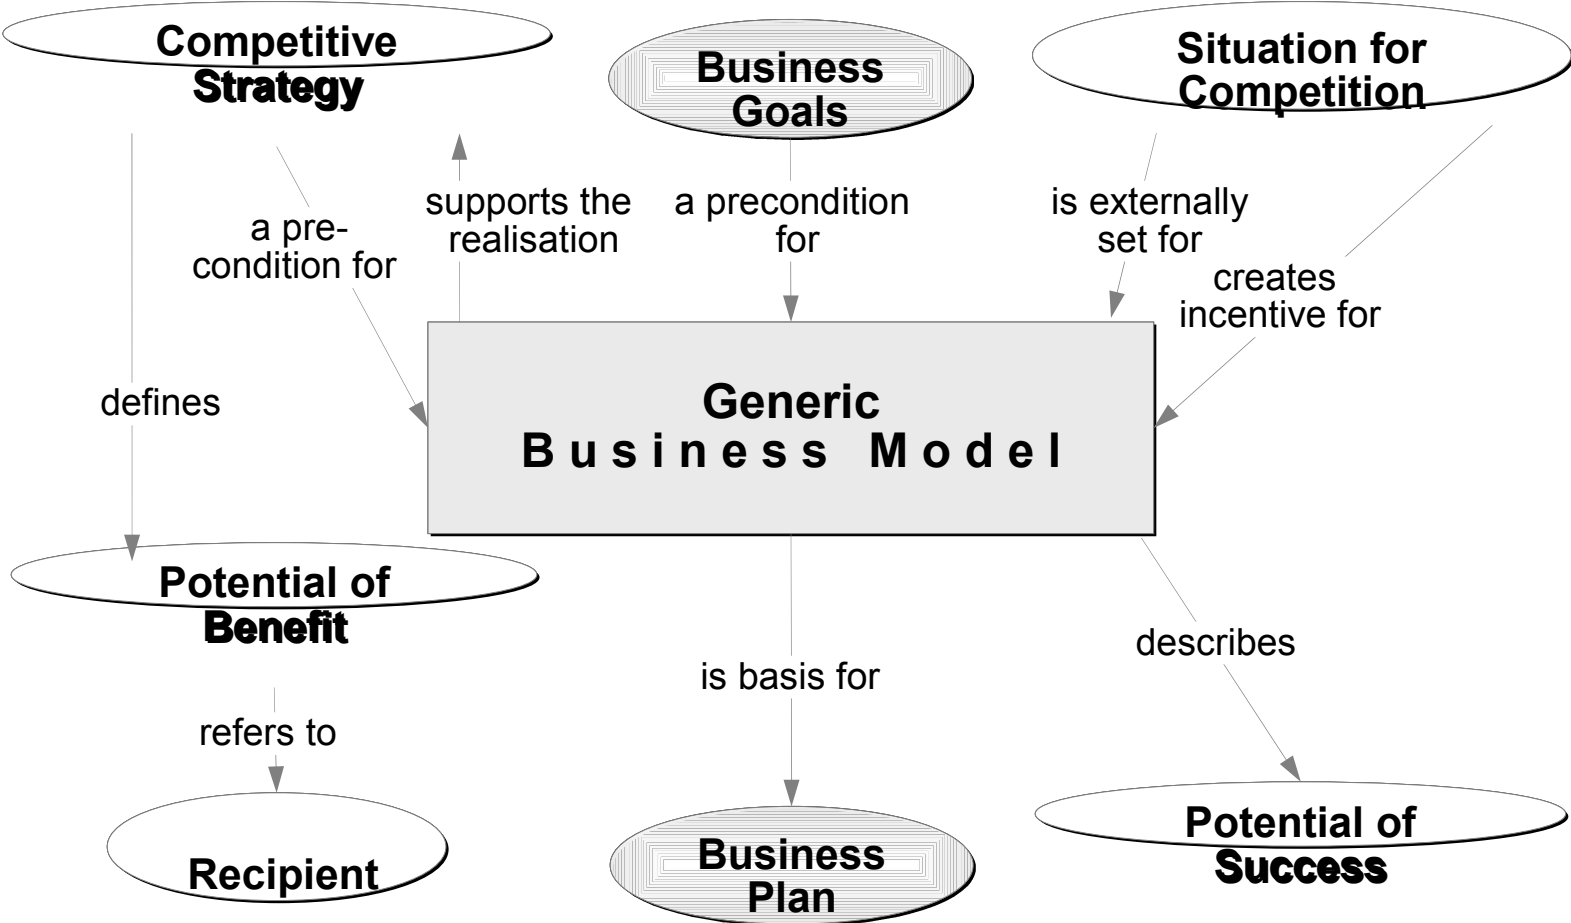 Competitive
Strategy
Business
Goals
Situation for
Competition
a pre-
condition for
supports the
realisation
a precondition
for
is externally
set for
creates
incentive for
defines
Generic
Business Model
Potential of
Benefit
describes
is basis for
refers to
Recipient
Business
Plan
Potential of
Success